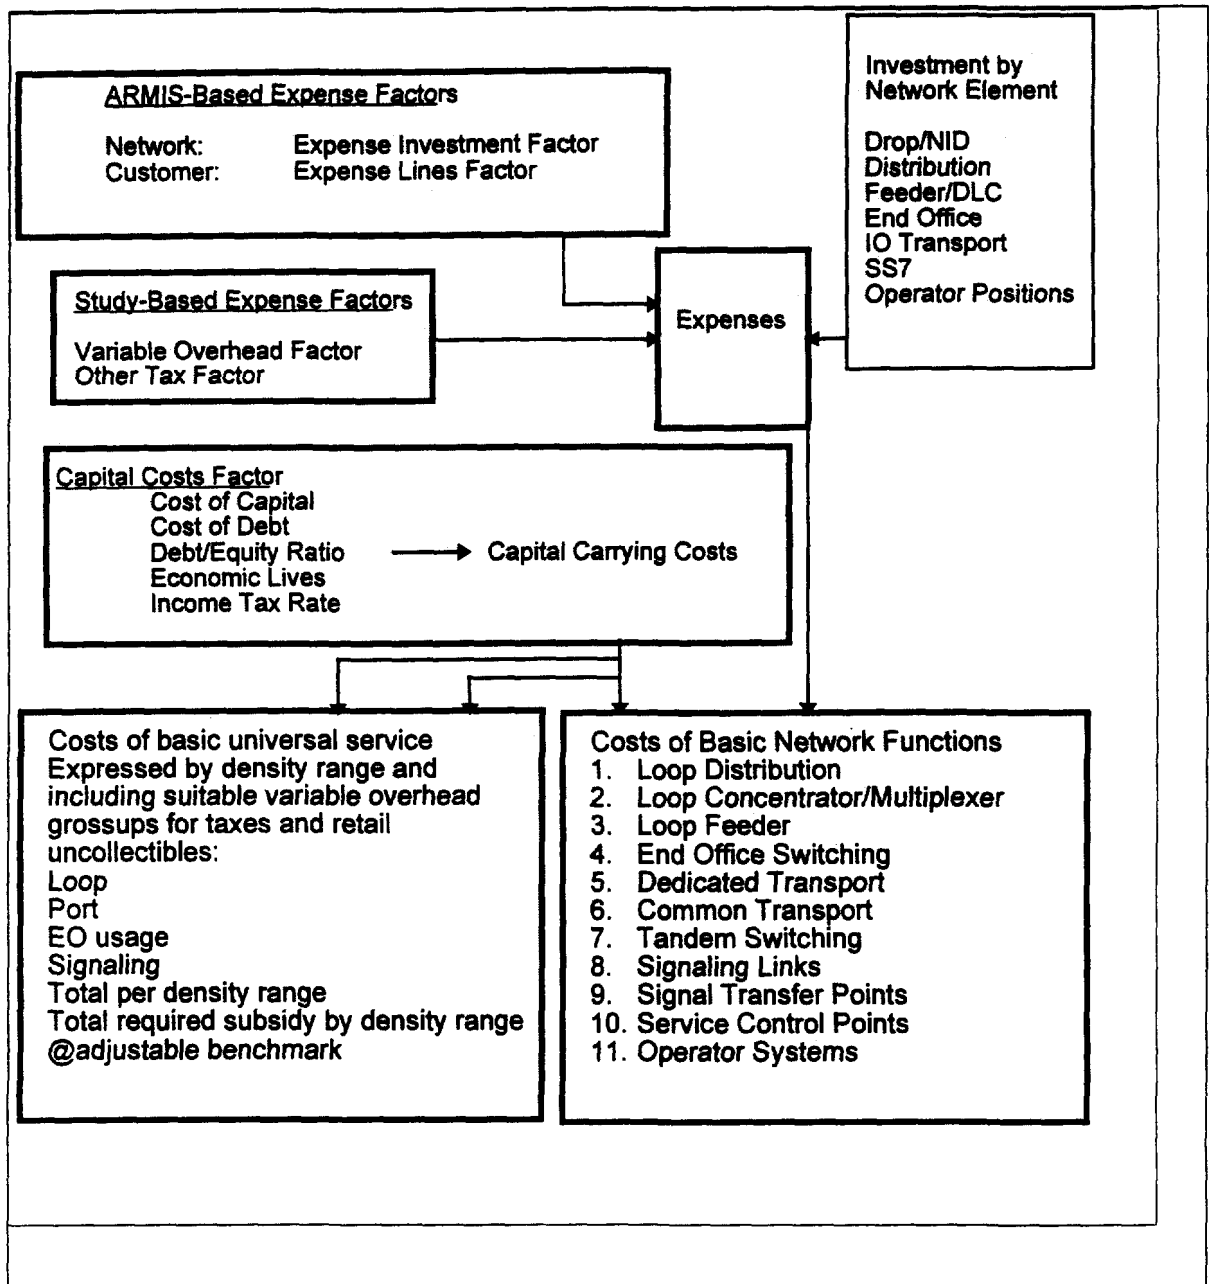 ARMIS-Based Expense Factors
Network: Expense Investment Factor
Customer: Expense Lines Factor
Investment by
Network Element
Drop/NID
Distribution
Feeder/DLC
End Office
IO Transport
SS7
Operator Positions
Study-Based Expense Factors
Variable Overhead Factor
Other Tax Factor
Expenses
Capital Costs Factor
Cost of Capital
Cost of Debt
Debt/Equity Ratio Capital Carrying Costs
Economic Lives
Income Tax Rate
Costs of basic universal service
Expressed by density range and
including suitable variable overhead
grossups for taxes and retail
uncollectibles:
Loop
Port
EO usage
Signaling
Total per density range
Total required subsidy by density range
@adjustable benchmark
Costs of Basic Network Functions
1. Loop Distribution
2. Loop Concentrator/Multiplexer
3. Loop Feeder
4. End Office Switching
5. Dedicated Transport
6. Common Transport
7. Tandem Switching
8. Signaling Links
9. Signal Transfer Points
10. Service Control Points
11. Operator Systems